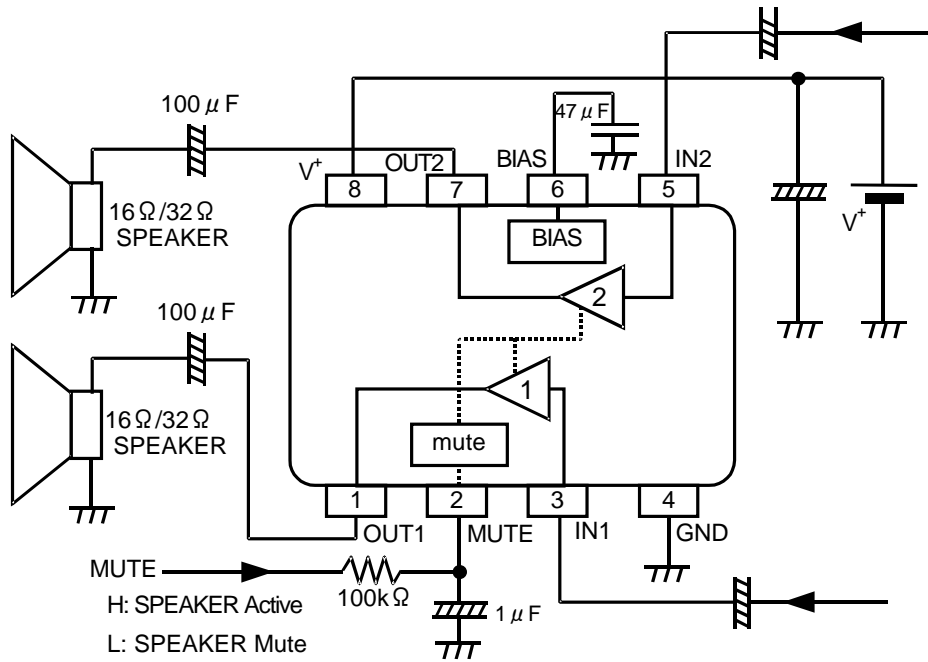 100 μF
47 μF
V+
OUT2
BIAS
IN2
8
7
6
5
16Ω/32Ω
SPEAKER
BIAS
V+
2
100 μF
1
16Ω/32Ω
SPEAKER
mute
1
2
3
4
OUT1
MUTE
IN1
GND
MUTE
100kΩ
H: SPEAKER Active
1 μF
L: SPEAKER Mute